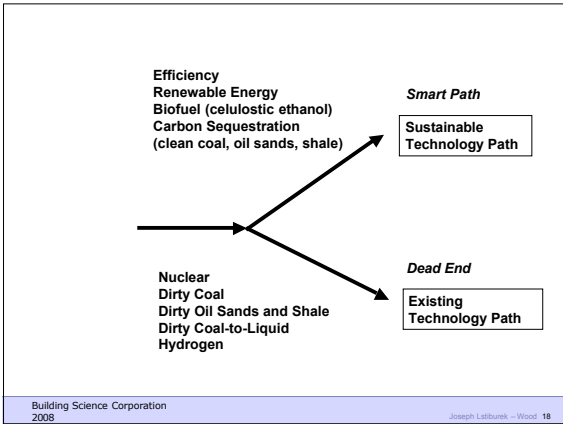 Efficiency
Renewable Energy
Biofuel (celulostic ethanol)
Carbon Sequestration
(clean coal, oil sands, shale)
Smart Path
Sustainable
Technology Path
Nuclear
Dirty Coal
Dirty Oil Sands and Shale
Dirty Coal-to-Liquid
Hydrogen
Dead End
Existing
Technology Path
Building Science Corporation
2008
Joseph Lstiburek – Wood 18